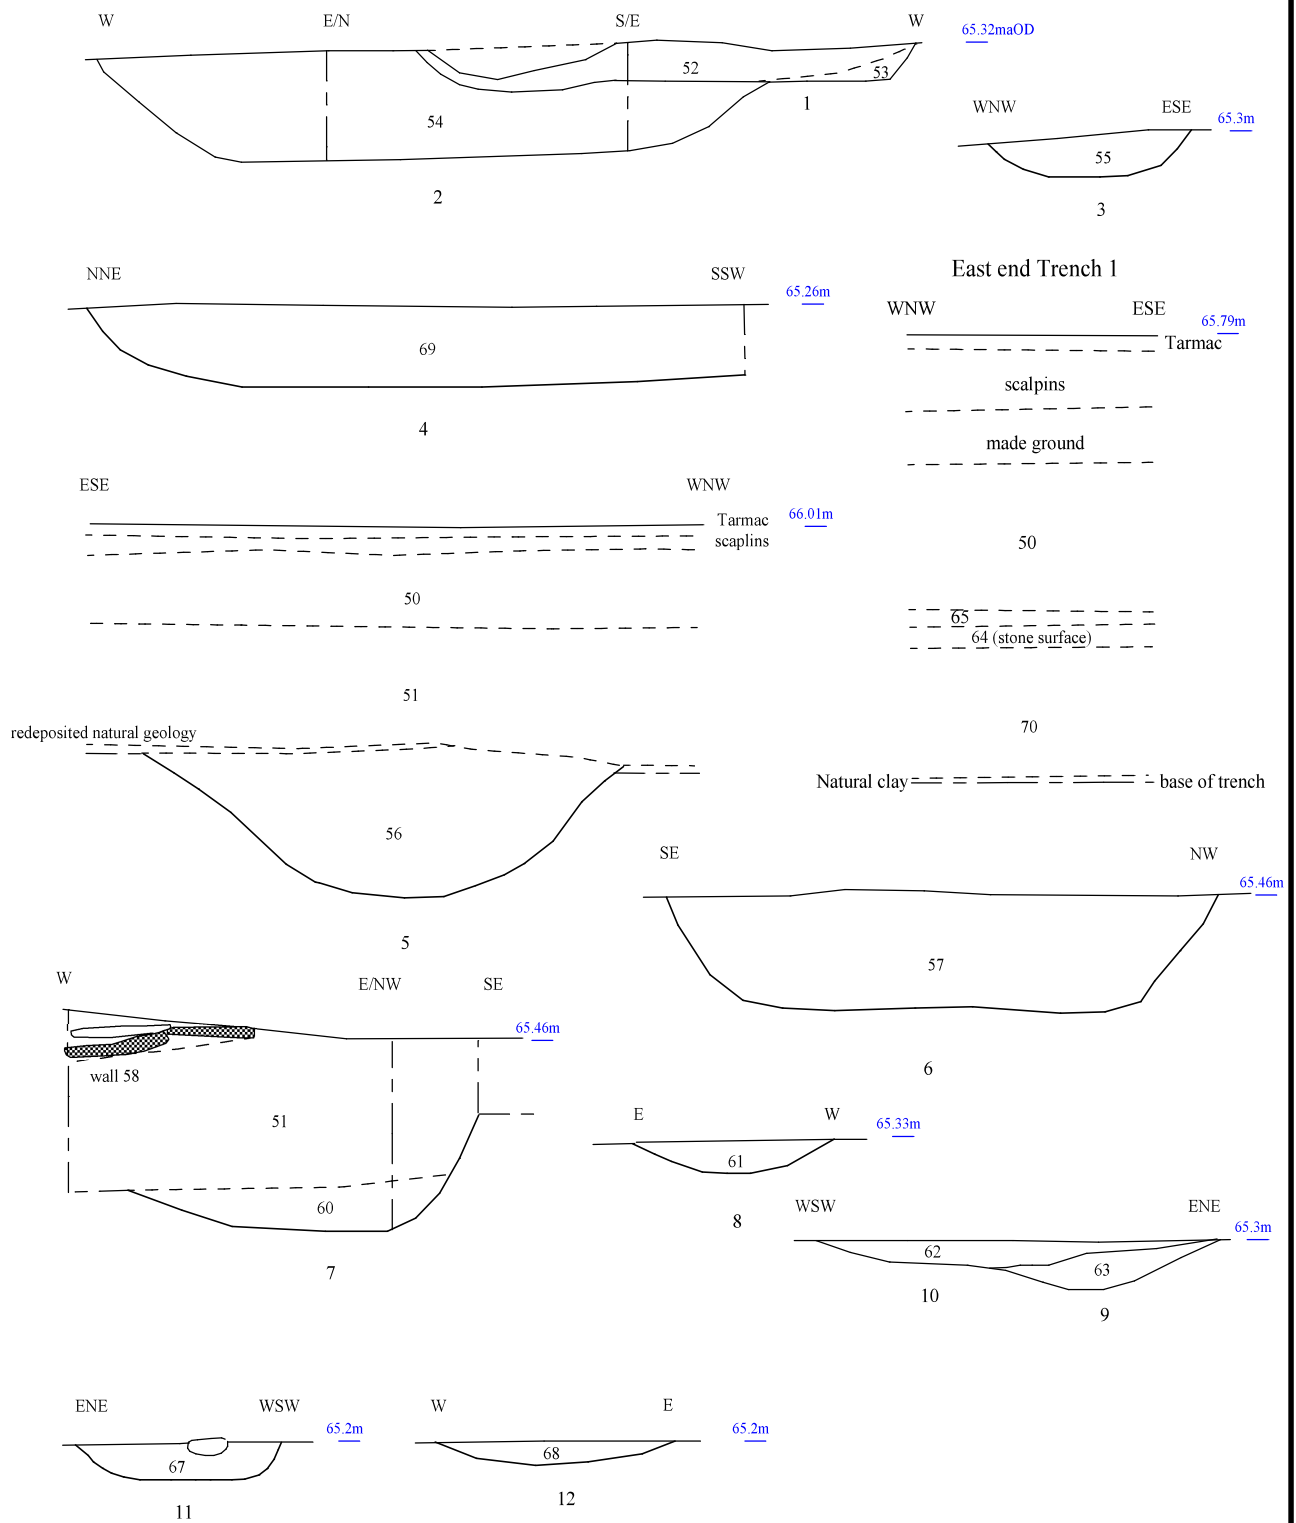 W E/N S/E W
65.32maOD
52
53
1
54
2
WNW ESE
65.3m
55
3
NNE SSW
65.26m
69
4
East end Trench 1
WNW ESE
65.79m
Tarmac
scalpins
made ground
50
65
64 (stone surface)
70
Natural clay base of trench
ESE WNW
66.01m
Tarmac
scaplins
50
51
redeposited natural geology
56
5
SE NW
65.46m
57
6
W E/NW SE
65.46m
wall 58
51
60
7
E W
65.33m
61
8
WSW ENE
65.3m
62
63
10
9
ENE WSW
65.2m
67
11
W E
65.2m
68
12